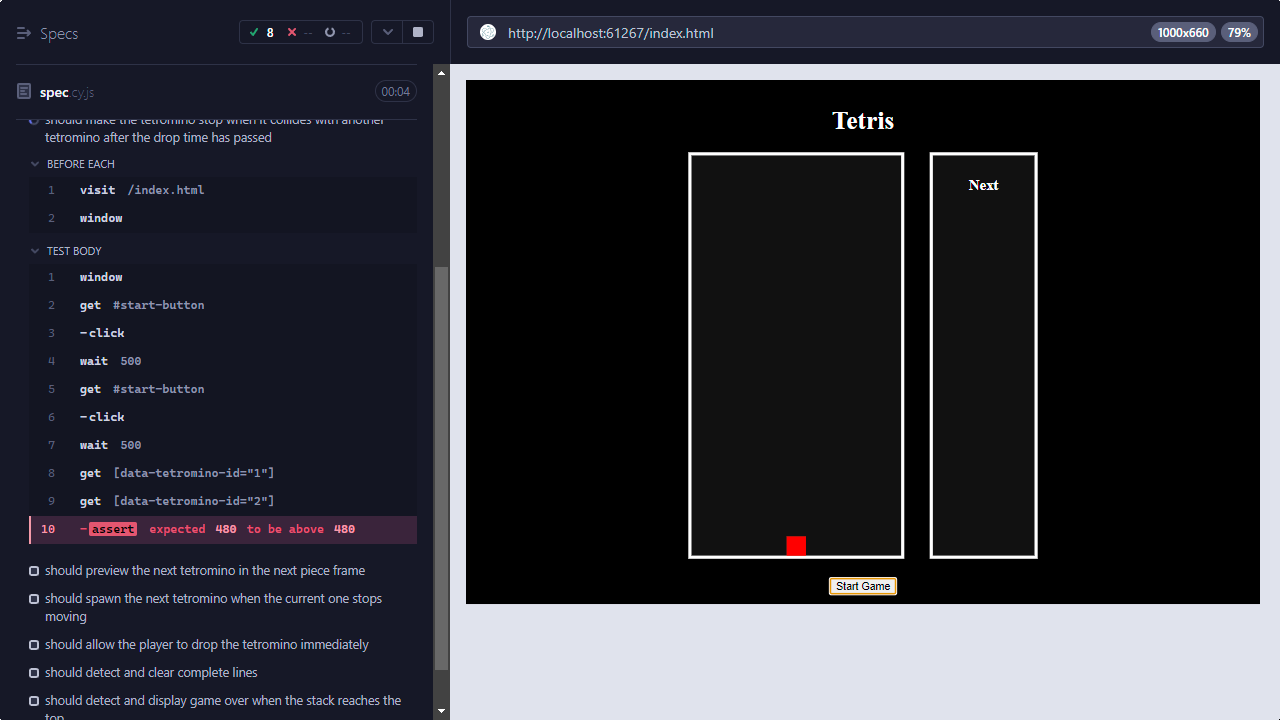 Specs
8
--
--
http://localhost:61267/index.html
1000x660
79%
spec.cy.js
00:04
should make the tetromino stop when it collides with another
tetromino after the drop time has passed
BEFORE EACH
1 visit /index.html
2 window
TEST BODY
1 window
2 get #start-button
3 -click
4 wait 500
5 get #start-button
6 -click
7 wait 500
8 get [data-tetromino-id="1"]
9 get [data-tetromino-id="2"]
10 -assert expected 480 to be above 480
should preview the next tetromino in the next piece frame
should spawn the next tetromino when the current one stops
moving
should allow the player to drop the tetromino immediately
should detect and clear complete lines
should detect and display game over when the stack reaches the
top
Tetris
Next
Start Game